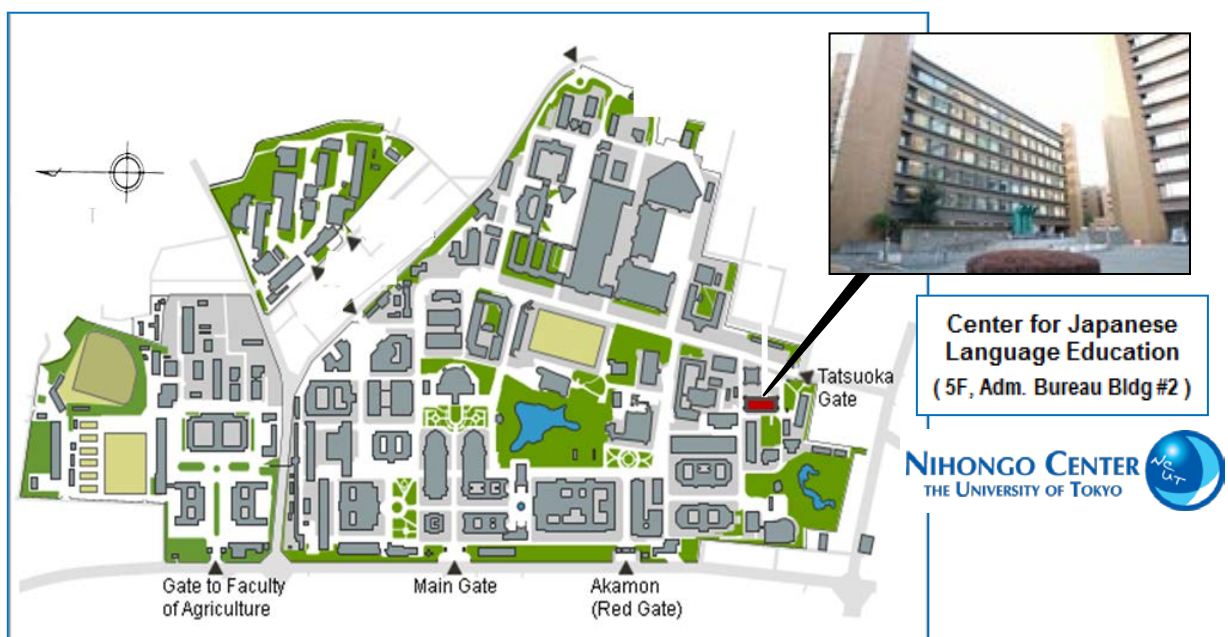 Center for Japanese
Language Education
( 5F, Adm. Bureau Bldg #2 )
Tatsuoka
Gate
NIHONGO CENTER
THE UNIVERSITY OF TOKYO
NCUT
T
Gate to Faculty
of Agriculture
Main Gate
Akamon
(Red Gate)